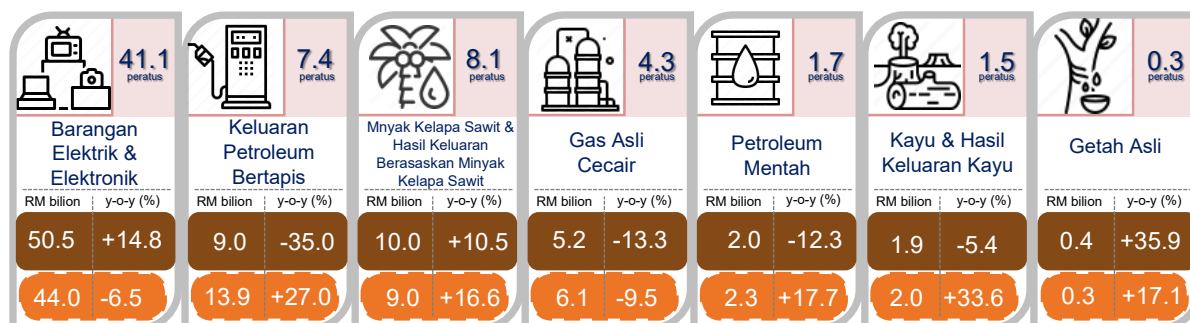 41.1
peratus
Barangan
Elektrik &
Elektronik
RM bilion y-o-y (%)
50.5 +14.8
44.0 -6.5
7.4
peratus
Keluaran
Petroleum
Bertapis
RM bilion y-o-y (%)
9.0 -35.0
13.9 +27.0
8.1
peratus
Mnyak Kelapa Sawit &
Hasil Keluaran
Berasaskan Minyak
Kelapa Sawit
RM bilion y-o-y (%)
10.0 +10.5
9.0 +16.6
4.3
peratus
Gas Asli
Cecair
RM bilion y-o-y (%)
5.2 -13.3
6.1 -9.5
1.7
peratus
Petroleum
Mentah
RM bilion y-o-y (%)
2.0 -12.3
2.3 +17.7
1.5
peratus
Kayu & Hasil
Keluaran Kayu
RM bilion y-o-y (%)
1.9 -5.4
2.0 +33.6
0.3
peratus
Getah Asli
RM bilion y-o-y (%)
0.4 +35.9
0.3 +17.1